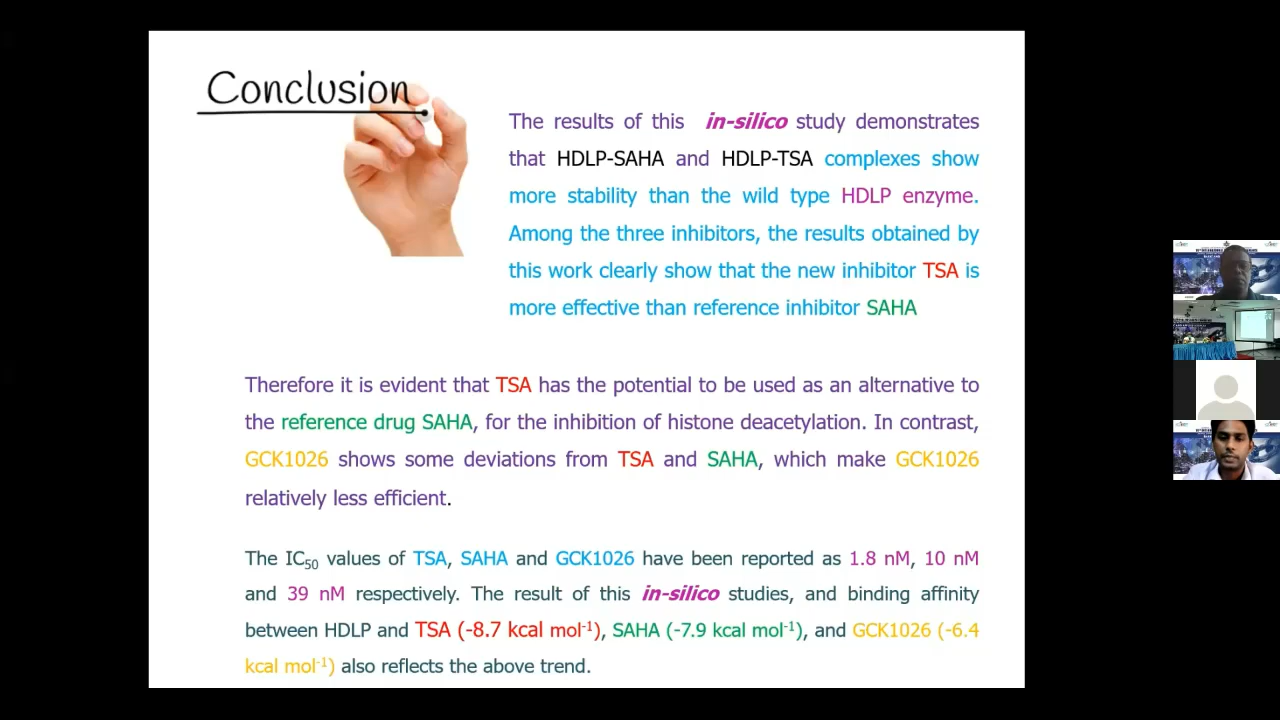 Conclusion
The results of this in-silico study demonstrates
that HDLP-SAHA and HDLP-TSA complexes show
more stability than the wild type HDLP enzyme.
Among the three inhibitors, the results obtained by
this work clearly show that the new inhibitor TSA is
more effective than reference inhibitor SAHA
Therefore it is evident that TSA has the potential to be used as an alternative to
the reference drug SAHA, for the inhibition of histone deacetylation. In contrast,
GCK1026 shows some deviations from TSA and SAHA, which make GCK1026
relatively less efficient.
The IC₅₀ values of TSA, SAHA and GCK1026 have been reported as 1.8 nM, 10 nM
and 39 nM respectively. The result of this in-silico studies, and binding affinity
between HDLP and TSA (-8.7 kcal mol⁻¹), SAHA (-7.9 kcal mol⁻¹), and GCK1026 (-6.4
kcal mol⁻¹) also reflects the above trend.